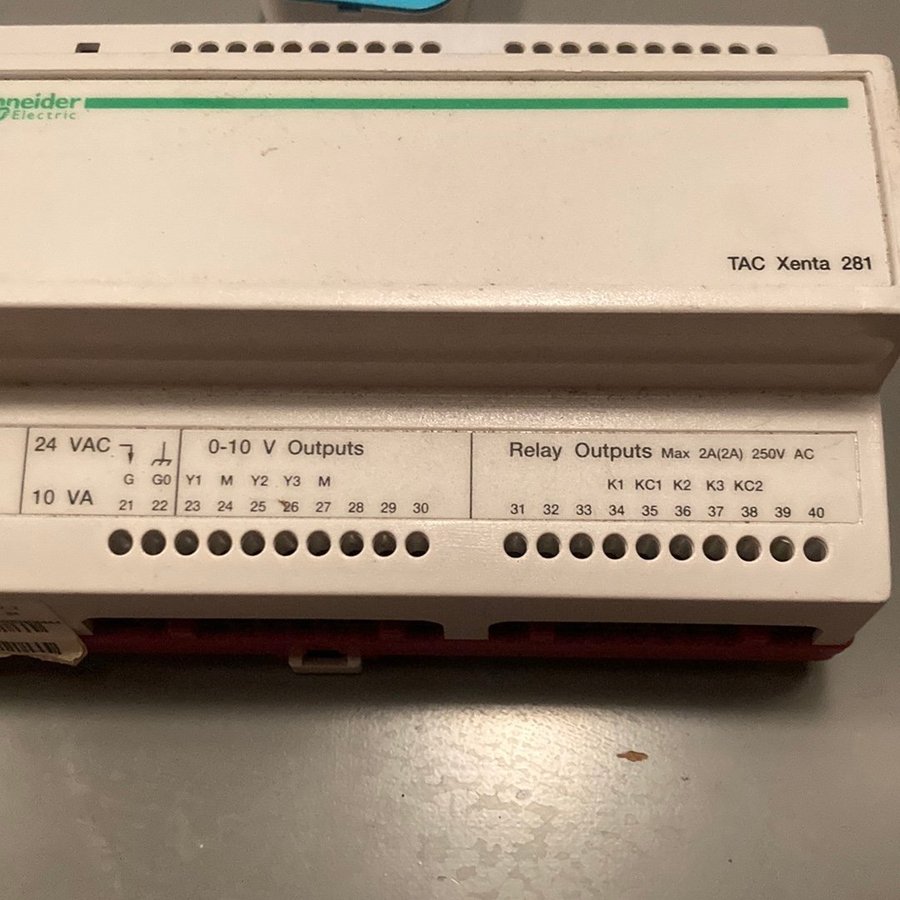 hneider
Electric
TAC Xenta 281
24 VAC
G G0
10 VA
21 22
0-10 V Outputs
Y1 M Y2 Y3 M
23 24 25 26 27 28 29 30
Relay Outputs Max 2A(2A) 250V AC
K1 KC1 K2 K3 KC2
31 32 33 34 35 36 37 38 39 40